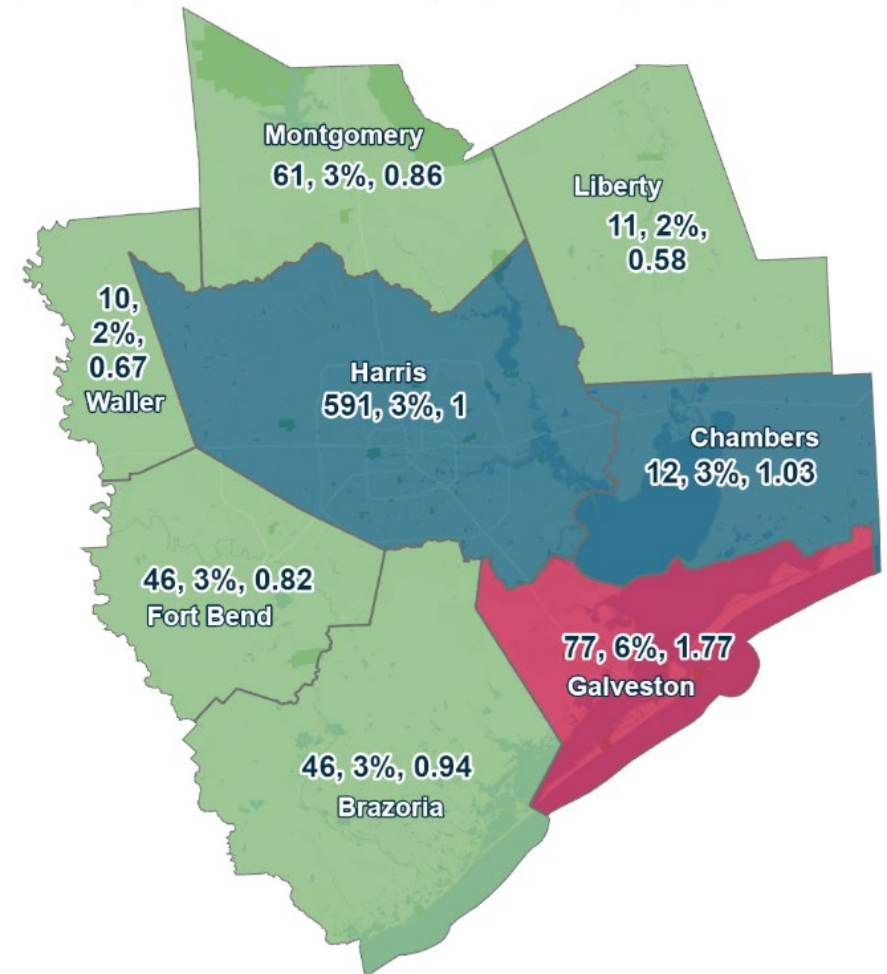 Montgomery
61, 3%, 0.86
Liberty
11, 2%,
0.58
10,
2%,
0.67
Waller
Harris
591, 3%, 1
Chambers
12, 3%, 1.03
46, 3%, 0.82
Fort Bend
77, 6%, 1.77
Galveston
46, 3%, 0.94
Brazoria